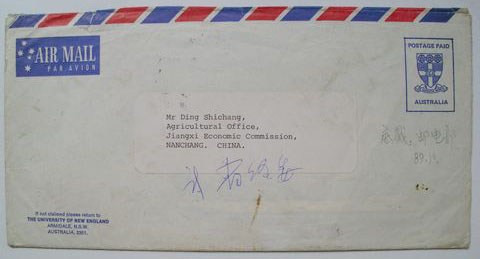 AIR MAIL
PAR AVION
POSTAGE PAID
AUSTRALIA
Mr Ding Shichang,
Agricultural Office,
Jiangxi Economic Commission,
NANCHANG. CHINA.
If not claimed please return to
THE UNIVERSITY OF NEW ENGLAND
ARMIDALE, N.S.W.
AUSTRALIA, 2351.